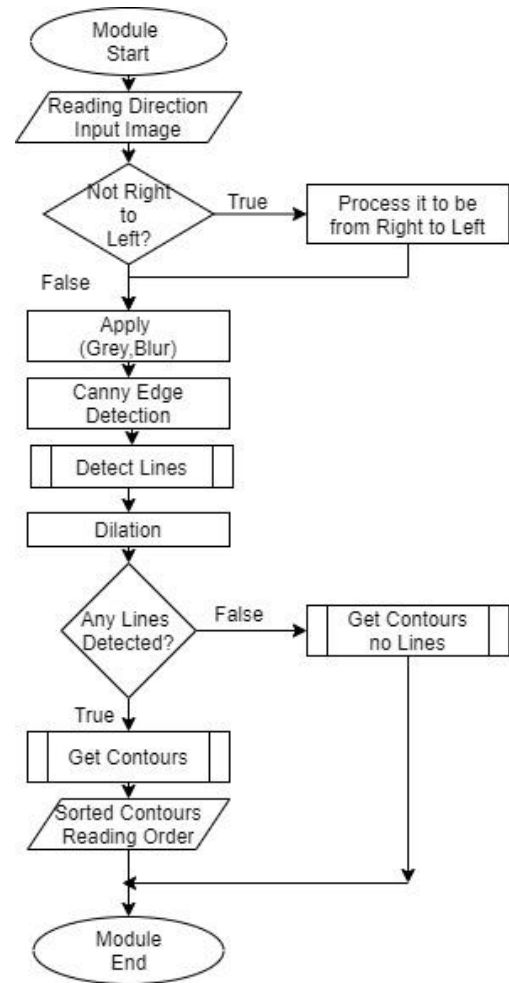 Module
Start
Reading Direction
Input Image
Not Right
to
Left?
True
Process it to be
from Right to Left
False
Apply
(Grey,Blur)
Canny Edge
Detection
Detect Lines
Dilation
Any Lines
Detected?
False
Get Contours
no Lines
True
Get Contours
Sorted Contours
Reading Order
Module
End